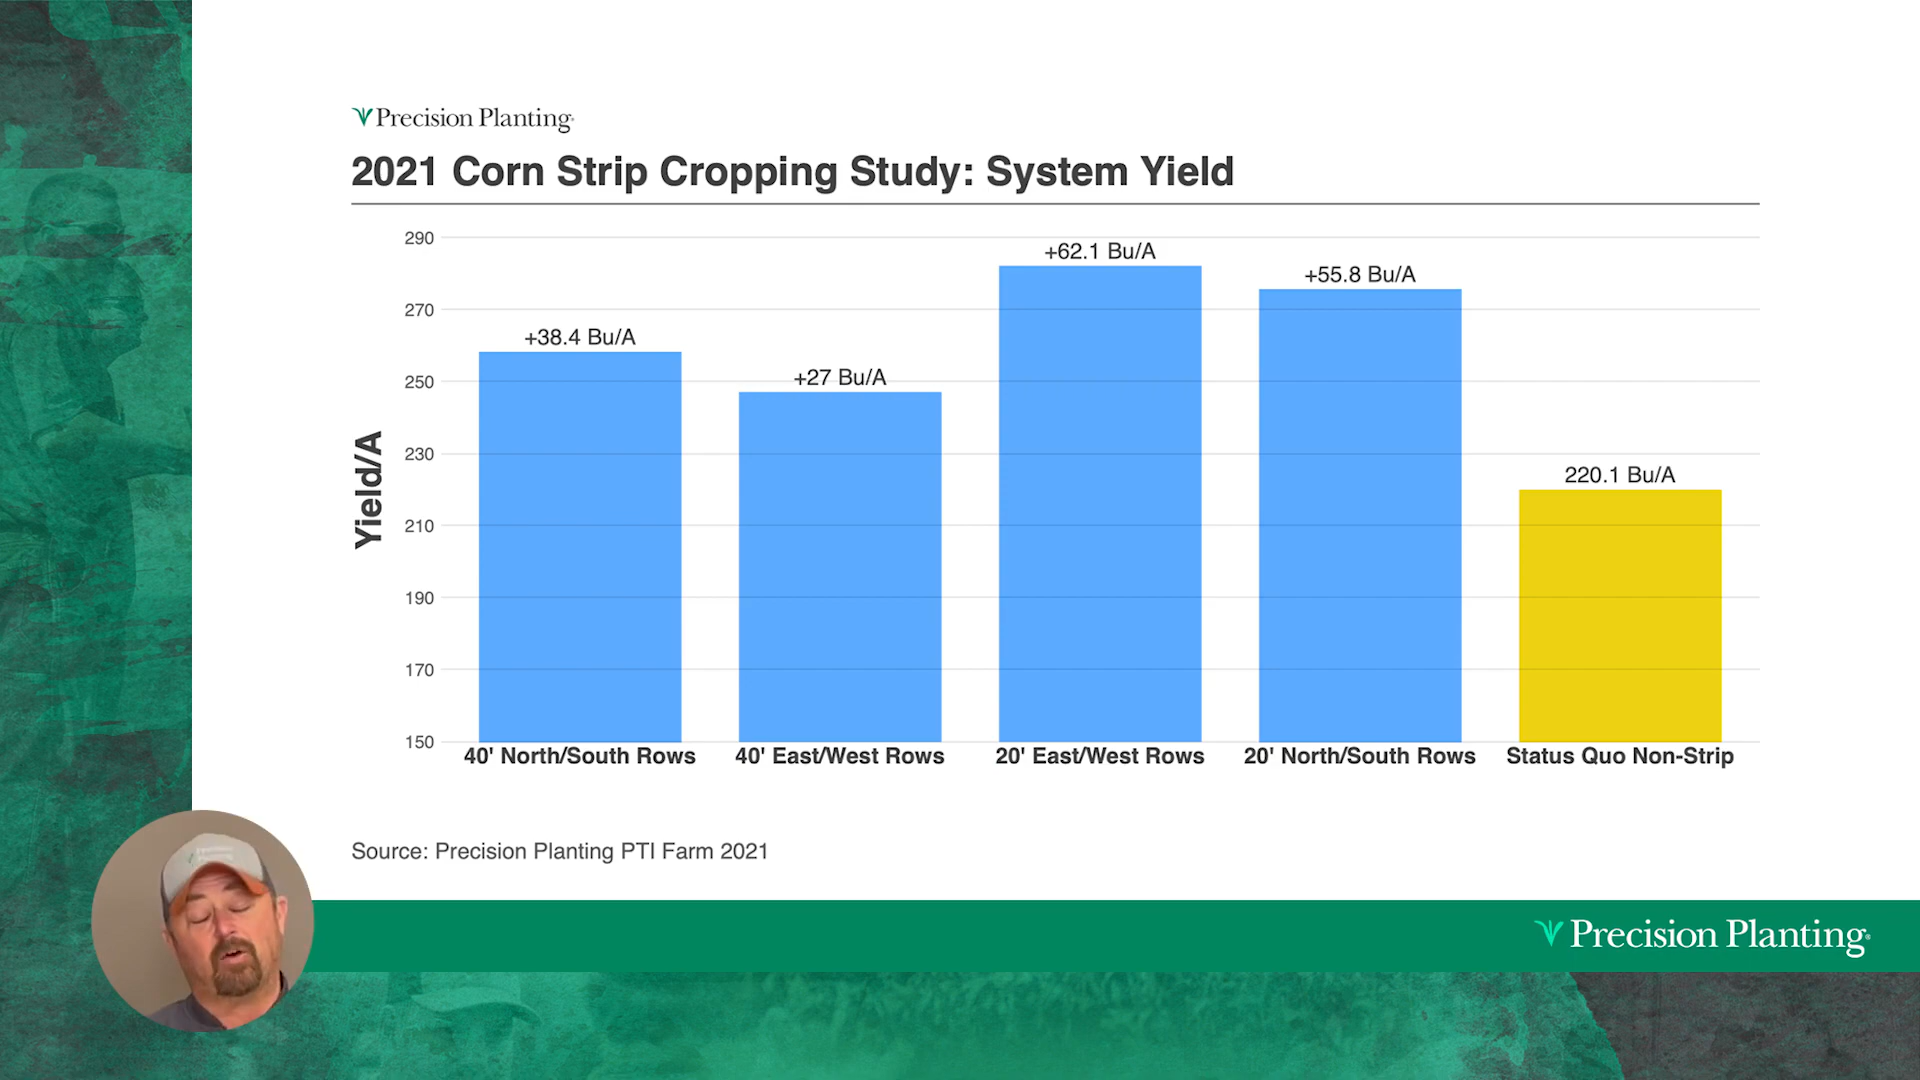 Precision Planting
2021 Corn Strip Cropping Study: System Yield
Yield/A
290
270
250
230
210
190
170
150
+38.4 Bu/A
+27 Bu/A
+62.1 Bu/A
+55.8 Bu/A
220.1 Bu/A
40' North/South Rows
40' East/West Rows
20' East/West Rows
20' North/South Rows
Status Quo Non-Strip
Source: Precision Planting PTI Farm 2021
Precision Planting